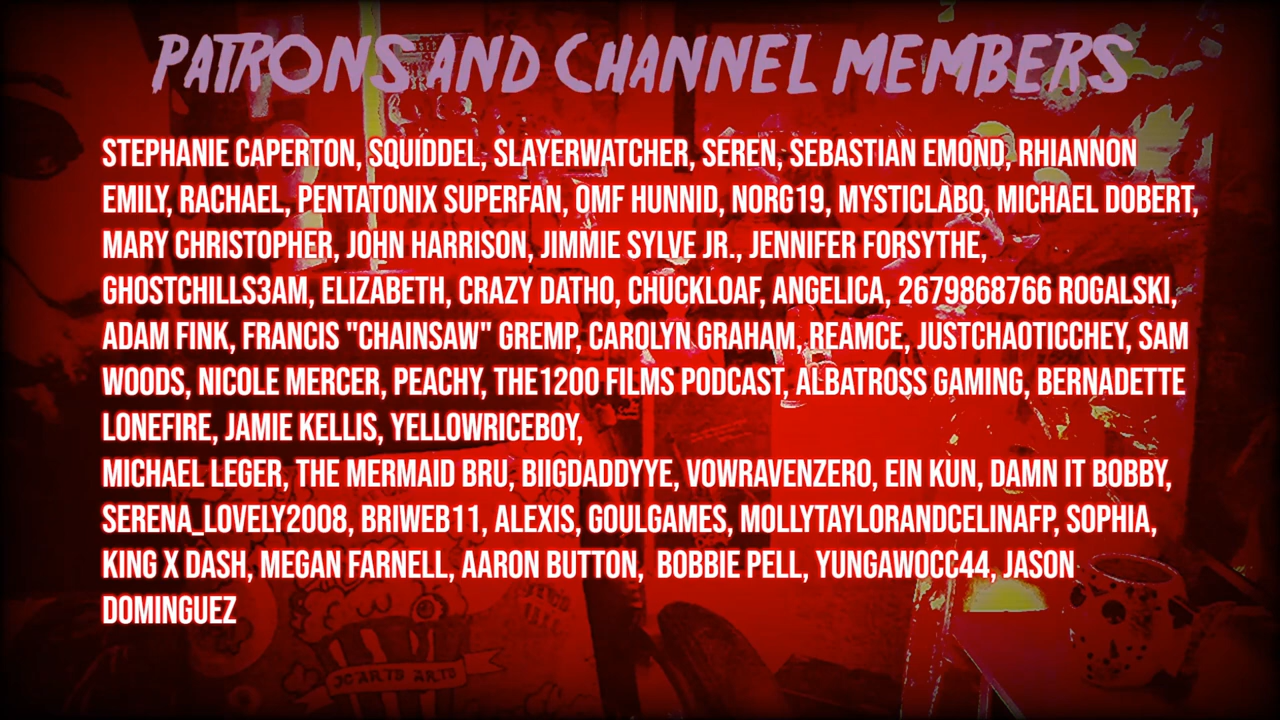 PATRONS AND CHANNEL MEMBERS
STEPHANIE CAPERTON, SQUIDDEL, SLAYERWATCHER, SEREN, SEBASTIAN EMOND, RHIANNON
EMILY, RACHAEL, PENTATONIX SUPERFAN, OMF HUNNID, NORG19, MYSTICLABO, MICHAEL DOBERT,
MARY CHRISTOPHER, JOHN HARRISON, JIMMIE SYLVE JR., JENNIFER FORSYTHE,
GHOSTCHILLS3AM, ELIZABETH, CRAZY DATHO, CHUCKLOAF, ANGELICA, 2679868766 ROGALSKI,
ADAM FINK, FRANCIS "CHAINSAW" GREMP, CAROLYN GRAHAM, REAMCE, JUSTCHAOTICCHEY, SAM
WOODS, NICOLE MERCER, PEACHY, THE1200 FILMS PODCAST, ALBATROSS GAMING, BERNADETTE
LONEFIRE, JAMIE KELLIS, YELLOWRICEBOY,
MICHAEL LEGER, THE MERMAID BRU, BIIGDADDYYE, VOWRAVENZERO, EIN KUN, DAMN IT BOBBY,
SERENA_LOVELY2008, BRIWEB11, ALEXIS, GOULGAMES, MOLLYTAYLORANDCELINAFP, SOPHIA,
KING X DASH, MEGAN FARNELL, AARON BUTTON,  BOBBIE PELL, YUNGAWOCC44, JASON
DOMINGUEZ
ARTS ARTS